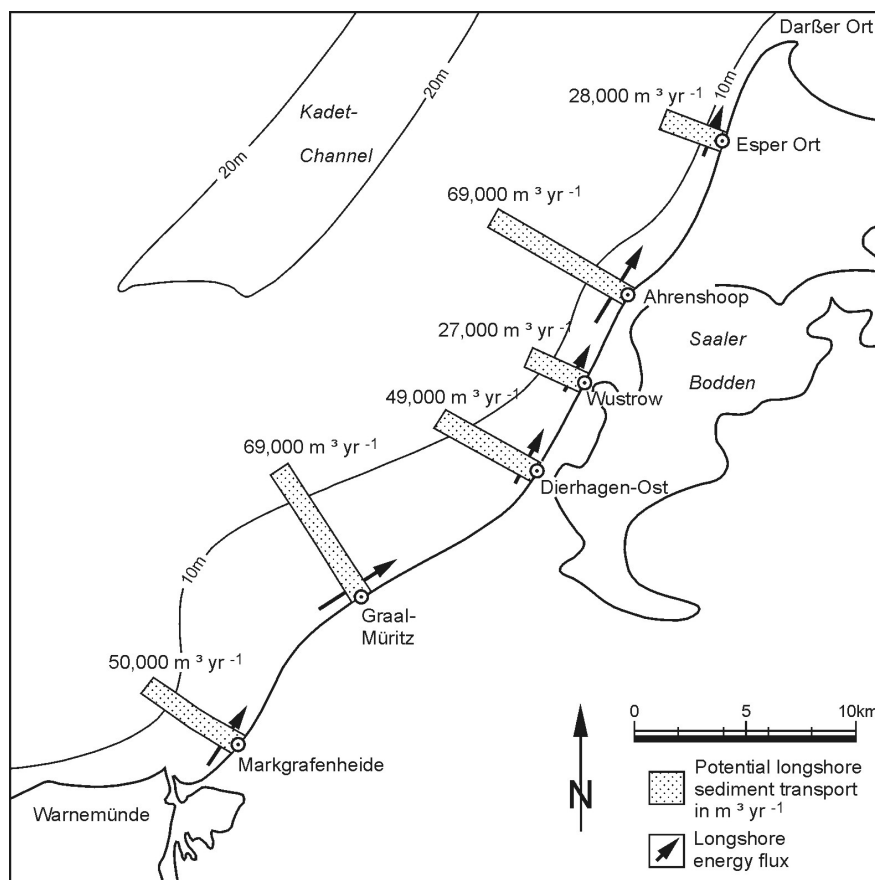 Darßer Ort
10m
28,000 m ³ yr -1
Esper Ort
Kadet-
Channel
20m
20m
69,000 m ³ yr -1
Ahrenshoop
Saaler
Bodden
27,000 m ³ yr -1
Wustrow
49,000 m ³ yr -1
Dierhagen-Ost
69,000 m ³ yr -1
10m
Graal-
Müritz
50,000 m ³ yr -1
Markgrafenheide
Warnemünde
N
0 5 10km
Potential longshore
sediment transport
in m ³ yr -1
Longshore
energy flux